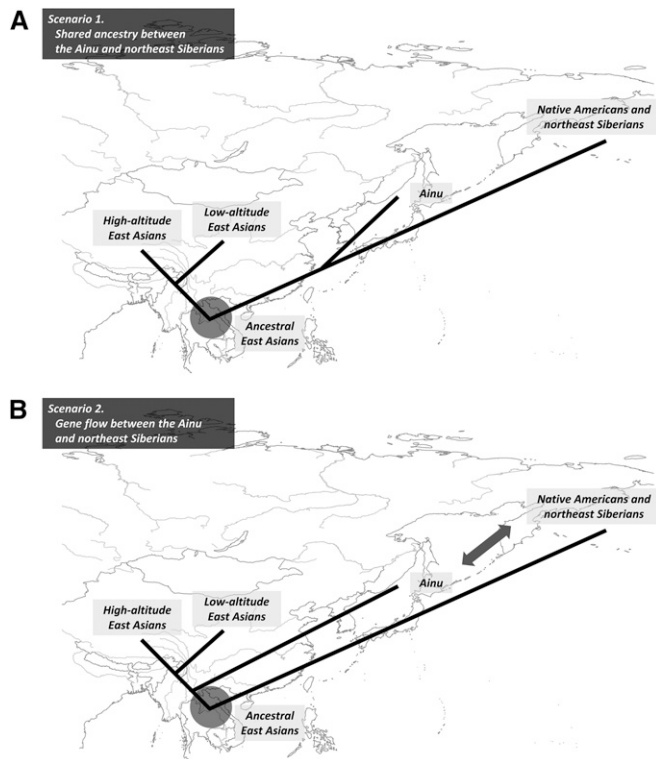 A
Scenario 1.
Shared ancestry between
the Ainu and northeast Siberians
Native Americans and
northeast Siberians
Ainu
Low-altitude
East Asians
High-altitude
East Asians
Ancestral
East Asians
B
Scenario 2.
Gene flow between the Ainu
and northeast Siberians
Native Americans and
northeast Siberians
Ainu
Low-altitude
East Asians
High-altitude
East Asians
Ancestral
East Asians